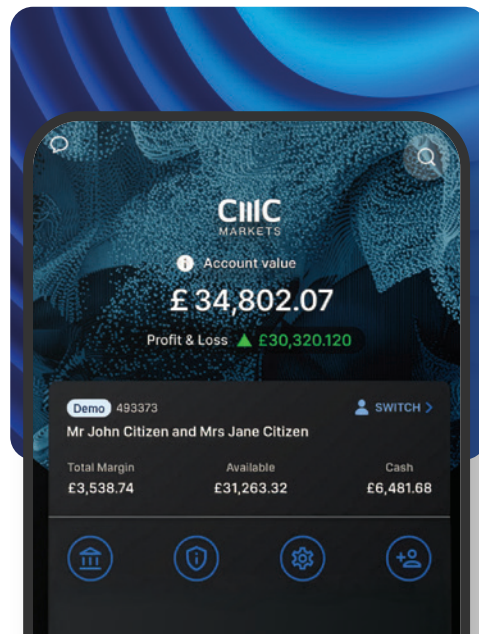 CMC
MARKETS
Account value
£34,802.07
Profit & Loss ▲ £30,320.120
Demo 493373 SWITCH >
Mr John Citizen and Mrs Jane Citizen
Total Margin Available Cash
£3,538.74 £31,263.32 £6,481.68